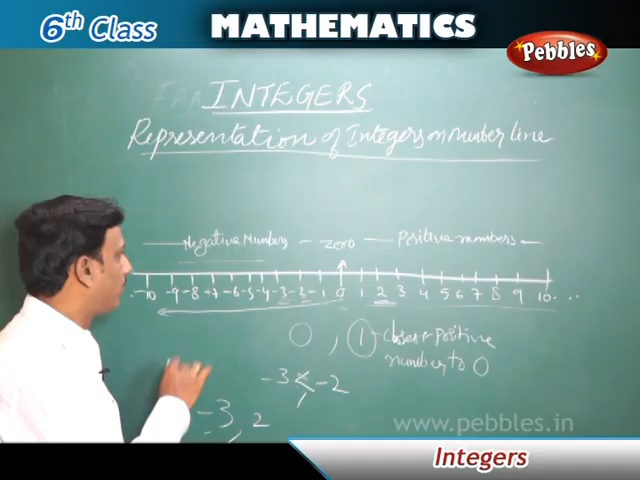 6th Class
MATHEMATICS
Pebbles
INTEGERS
Representation of Integers on number line
Negative Numbers - zero - Positive numbers
-10 -9 -8 -7 -6 -5 -4 -3 -2 -1 0 1 2 3 4 5 6 7 8 9 10 ...
0 , 1 - closest positive
number to 0
-3 < -2
-3, 2
www.pebbles.in
Integers